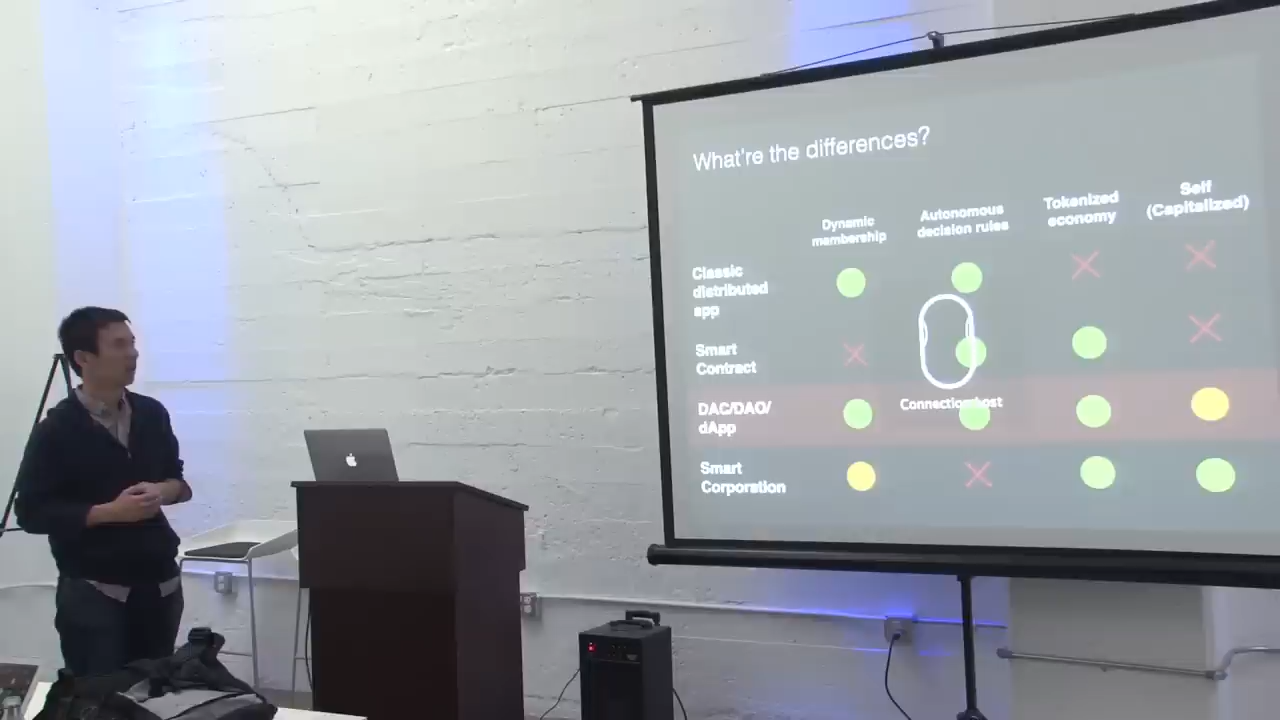 What're the differences?
Dynamic
membership
Autonomous
decision rules
Tokenized
economy
Self
(Capitalized)
Classic
distributed
app
Smart
Contract
Connection lost
DAC/DAO/
dApp
Smart
Corporation